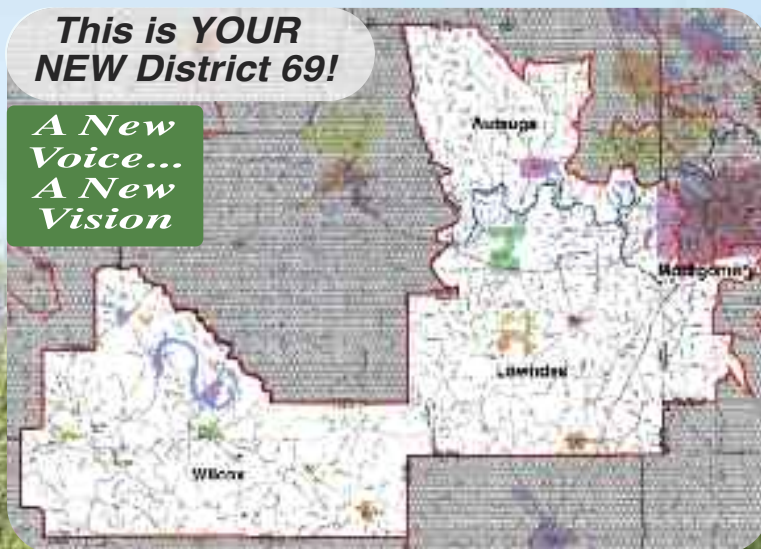 This is YOUR
NEW District 69!
A New
Voice...
A New
Vision
Autauga
Montgomery
Lowndes
Wilcox